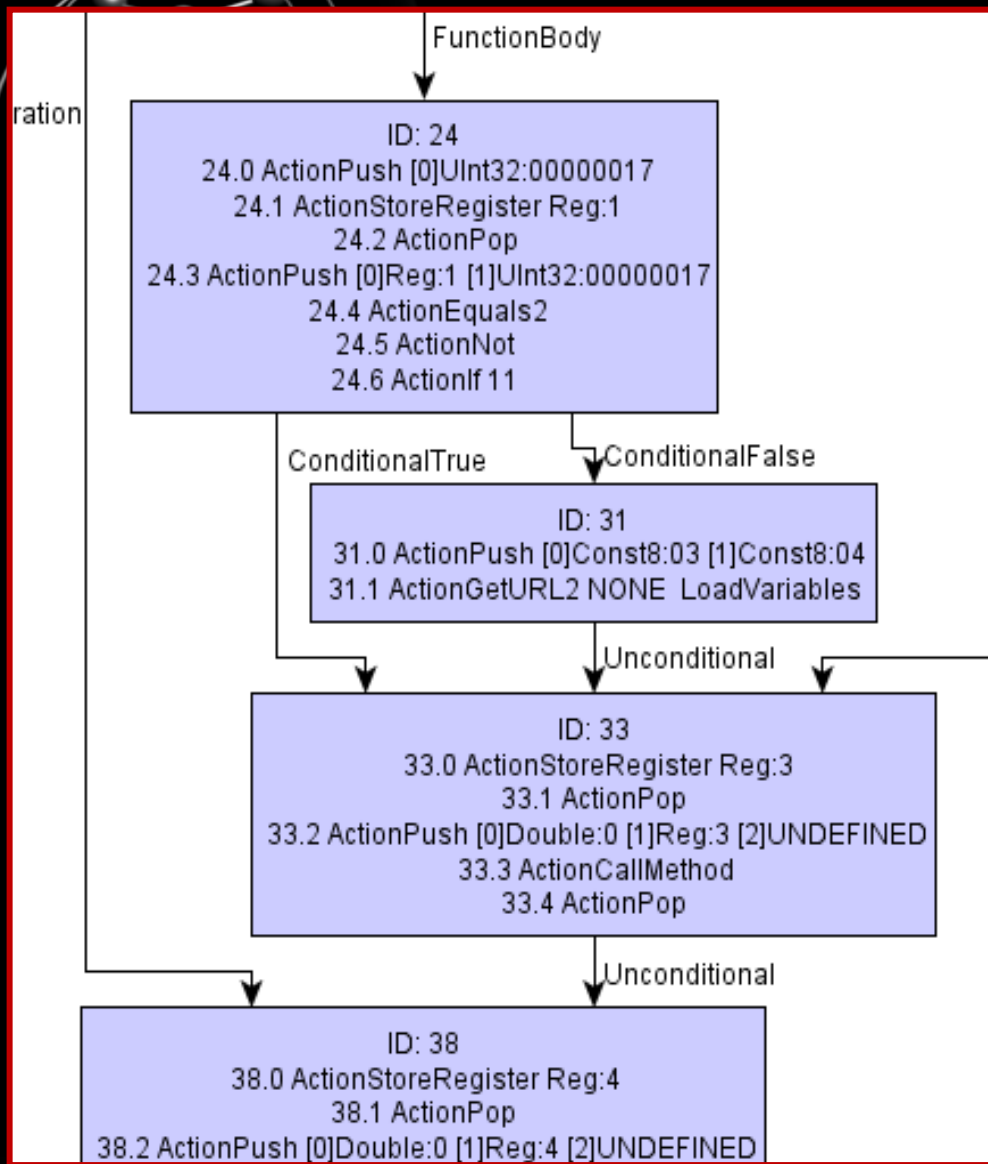 FunctionBody
ration
ID: 24
24.0 ActionPush [0]UInt32:00000017
24.1 ActionStoreRegister Reg:1
24.2 ActionPop
24.3 ActionPush [0]Reg:1 [1]UInt32:00000017
24.4 ActionEquals2
24.5 ActionNot
24.6 ActionIf 11
ConditionalTrue
ConditionalFalse
ID: 31
31.0 ActionPush [0]Const8:03 [1]Const8:04
31.1 ActionGetURL2 NONE  LoadVariables
Unconditional
ID: 33
33.0 ActionStoreRegister Reg:3
33.1 ActionPop
33.2 ActionPush [0]Double:0 [1]Reg:3 [2]UNDEFINED
33.3 ActionCallMethod
33.4 ActionPop
Unconditional
ID: 38
38.0 ActionStoreRegister Reg:4
38.1 ActionPop
38.2 ActionPush [0]Double:0 [1]Reg:4 [2]UNDEFINED